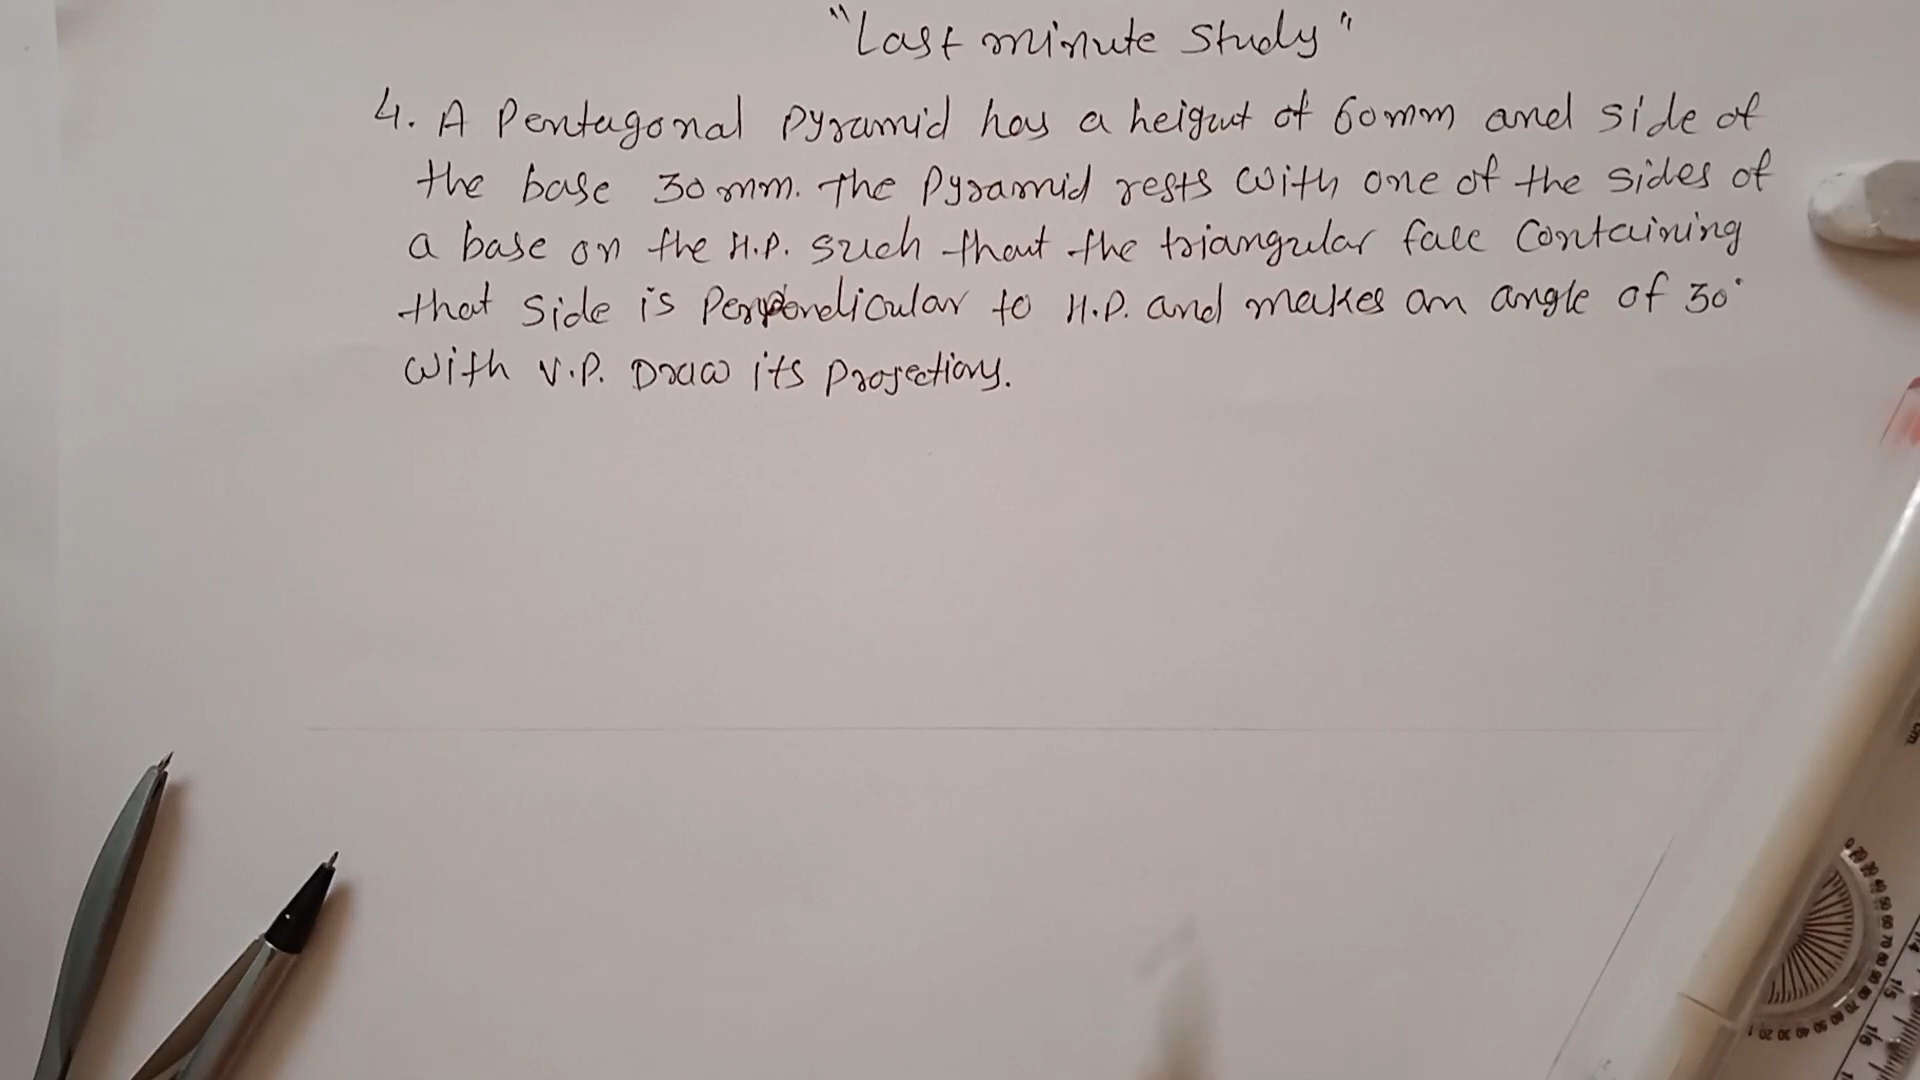 "Last minute study"
4. A Pentagonal pyramid has a height of 60mm and side of
the base 30mm. The pyramid rests with one of the sides of
a base on the H.P. such that the triangular face containing
that side is Perpendicular to H.P. and makes an angle of 30°
with V.P. Draw its projections.